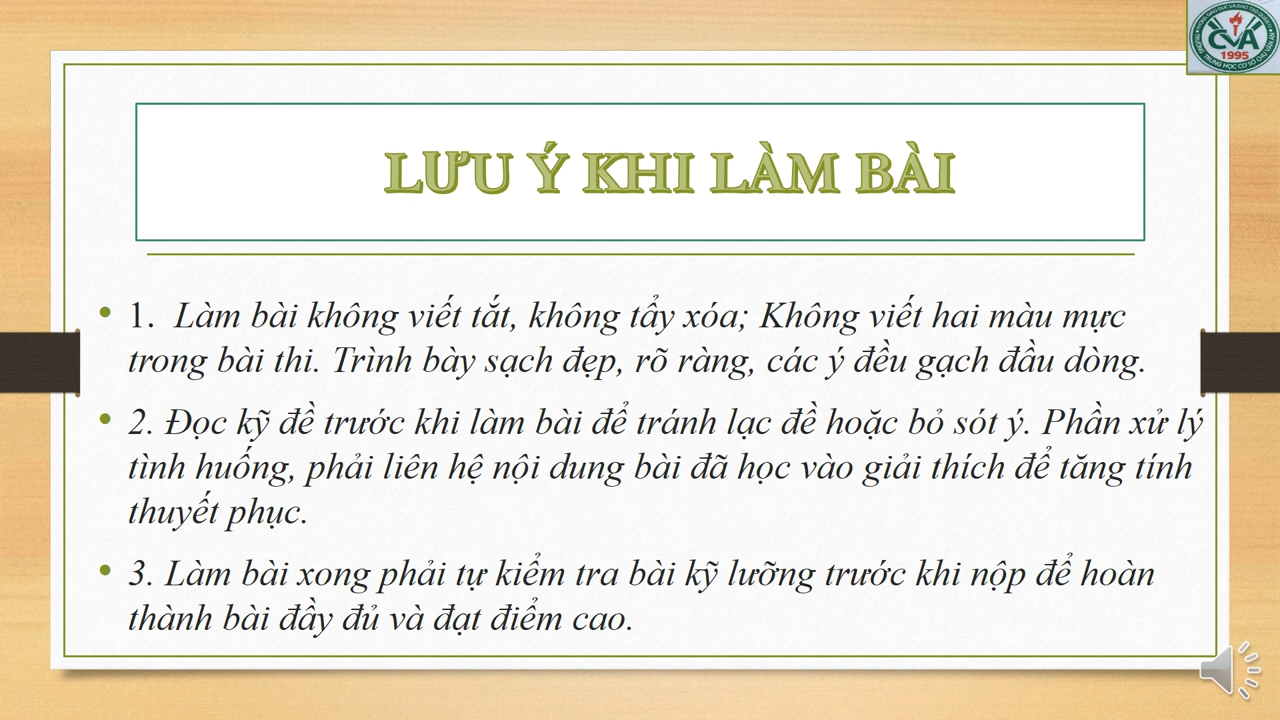 CVA
1995
LƯU Ý KHI LÀM BÀI
• 1. Làm bài không viết tắt, không tẩy xóa; Không viết hai màu mực
trong bài thi. Trình bày sạch đẹp, rõ ràng, các ý đều gạch đầu dòng.
• 2. Đọc kỹ đề trước khi làm bài để tránh lạc đề hoặc bỏ sót ý. Phần xử lý
tình huống, phải liên hệ nội dung bài đã học vào giải thích để tăng tính
thuyết phục.
• 3. Làm bài xong phải tự kiểm tra bài kỹ lưỡng trước khi nộp để hoàn
thành bài đầy đủ và đạt điểm cao.